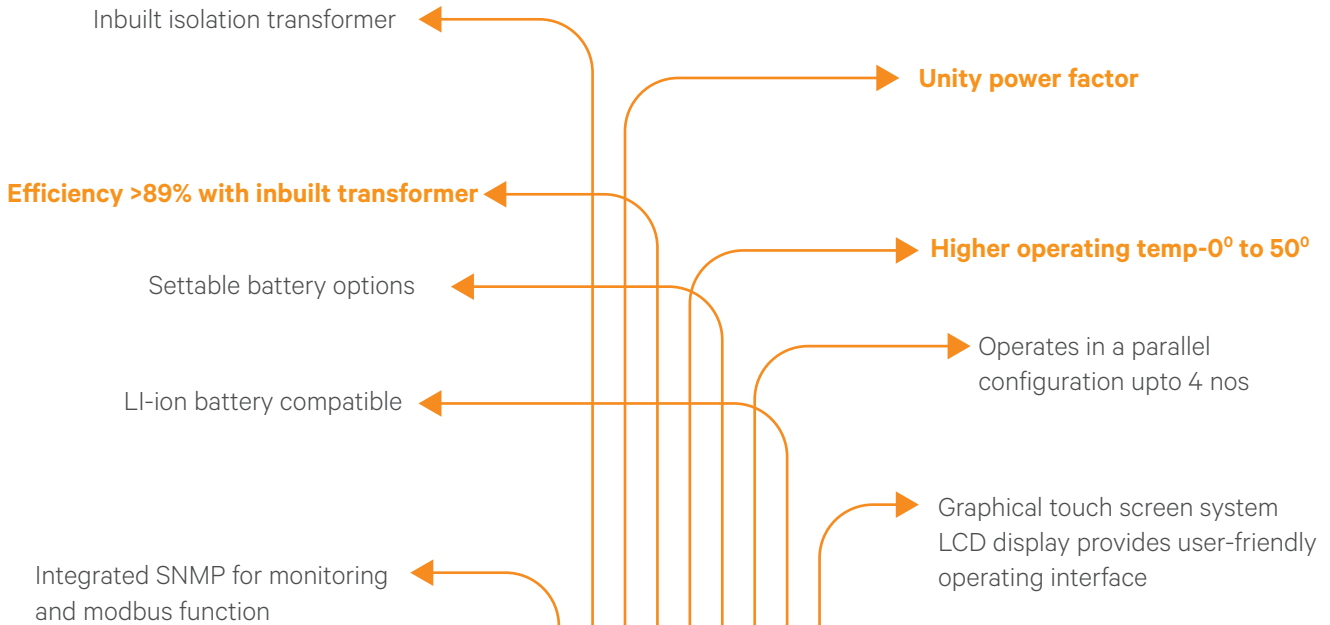 Inbuilt isolation transformer
Unity power factor
Efficiency >89% with inbuilt transformer
Higher operating temp-0⁰ to 50⁰
Settable battery options
Operates in a parallel
configuration upto 4 nos
LI-ion battery compatible
Graphical touch screen system
LCD display provides user-friendly
operating interface
Integrated SNMP for monitoring
and modbus function